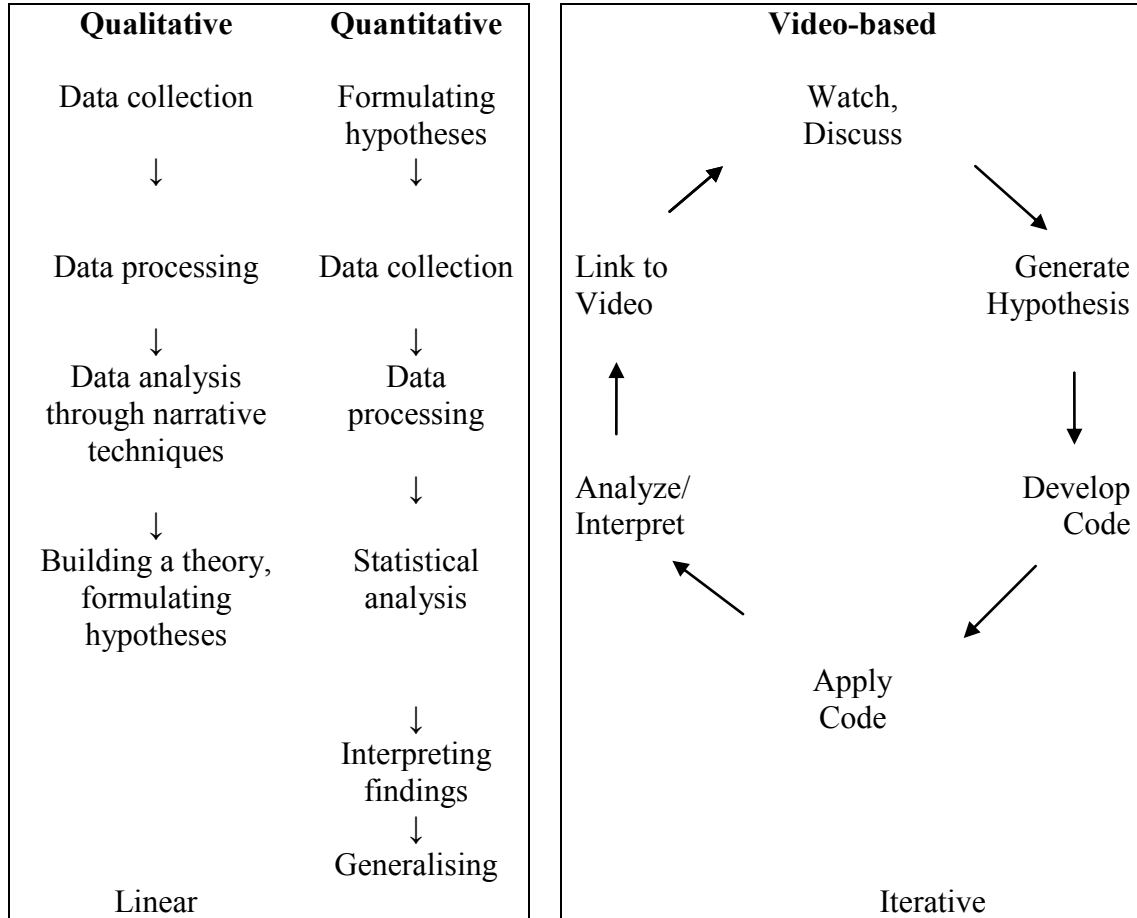 Qualitative
Data collection
↓
Data processing
↓
Data analysis
through narrative
techniques
↓
Building a theory,
formulating
hypotheses
Quantitative
Formulating
hypotheses
↓
Data collection
↓
Data
processing
↓
Statistical
analysis
↓
Interpreting
findings
↓
Generalising
Linear
Video-based
Watch,
Discuss
Generate
Hypothesis
Develop
Code
Apply
Code
Analyze/
Interpret
Link to
Video
Iterative